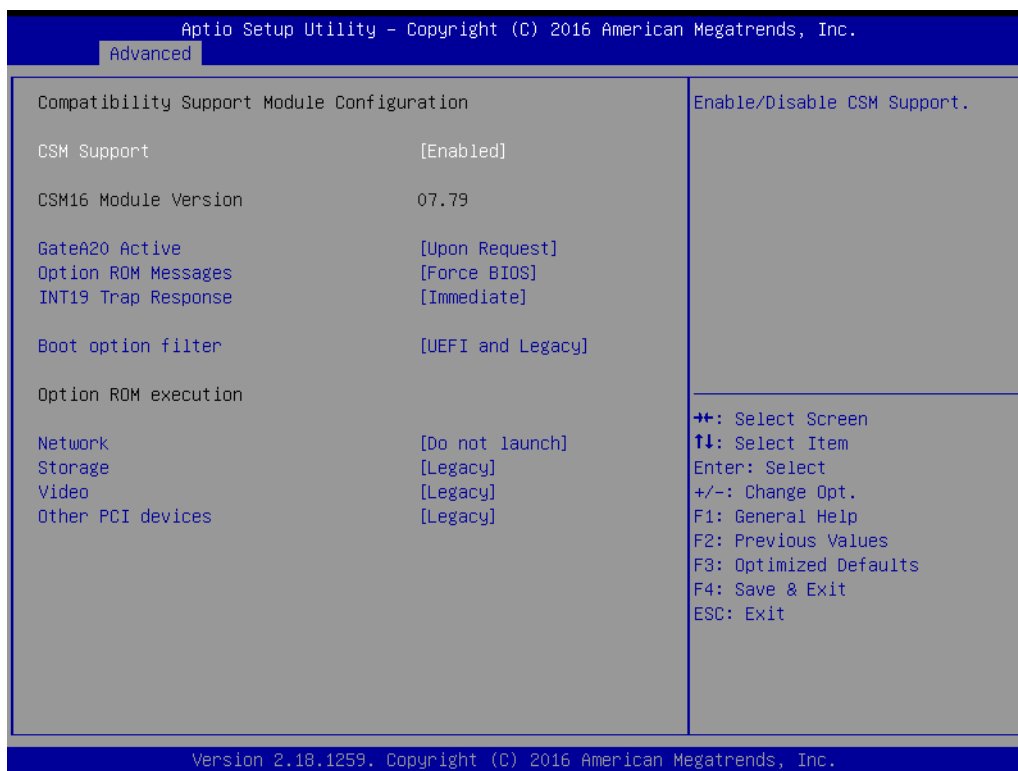 Aptio Setup Utility – Copyright (C) 2016 American Megatrends, Inc.
Advanced
Compatibility Support Module Configuration
CSM Support [Enabled]
CSM16 Module Version 07.79
GateA20 Active [Upon Request]
Option ROM Messages [Force BIOS]
INT19 Trap Response [Immediate]
Boot option filter [UEFI and Legacy]
Option ROM execution
Network [Do not launch]
Storage [Legacy]
Video [Legacy]
Other PCI devices [Legacy]
Enable/Disable CSM Support.
→←: Select Screen
↑↓: Select Item
Enter: Select
+/-: Change Opt.
F1: General Help
F2: Previous Values
F3: Optimized Defaults
F4: Save & Exit
ESC: Exit
Version 2.18.1259. Copyright (C) 2016 American Megatrends, Inc.